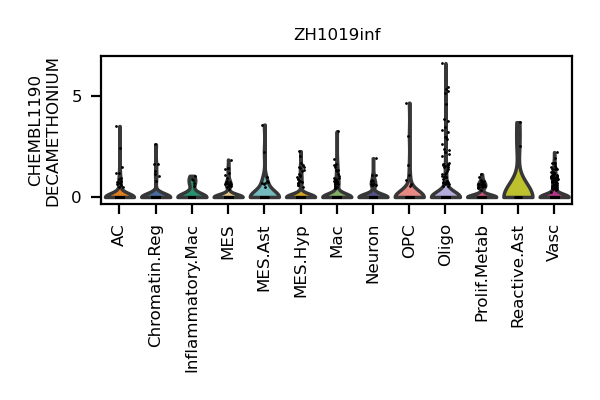 ZH1019inf
CHEMBL1190
DECAMETHONIUM
5
0
AC
Chromatin.Reg
Inflammatory.Mac
MES
MES.Ast
MES.Hyp
Mac
Neuron
OPC
Oligo
Prolif.Metab
Reactive.Ast
Vasc